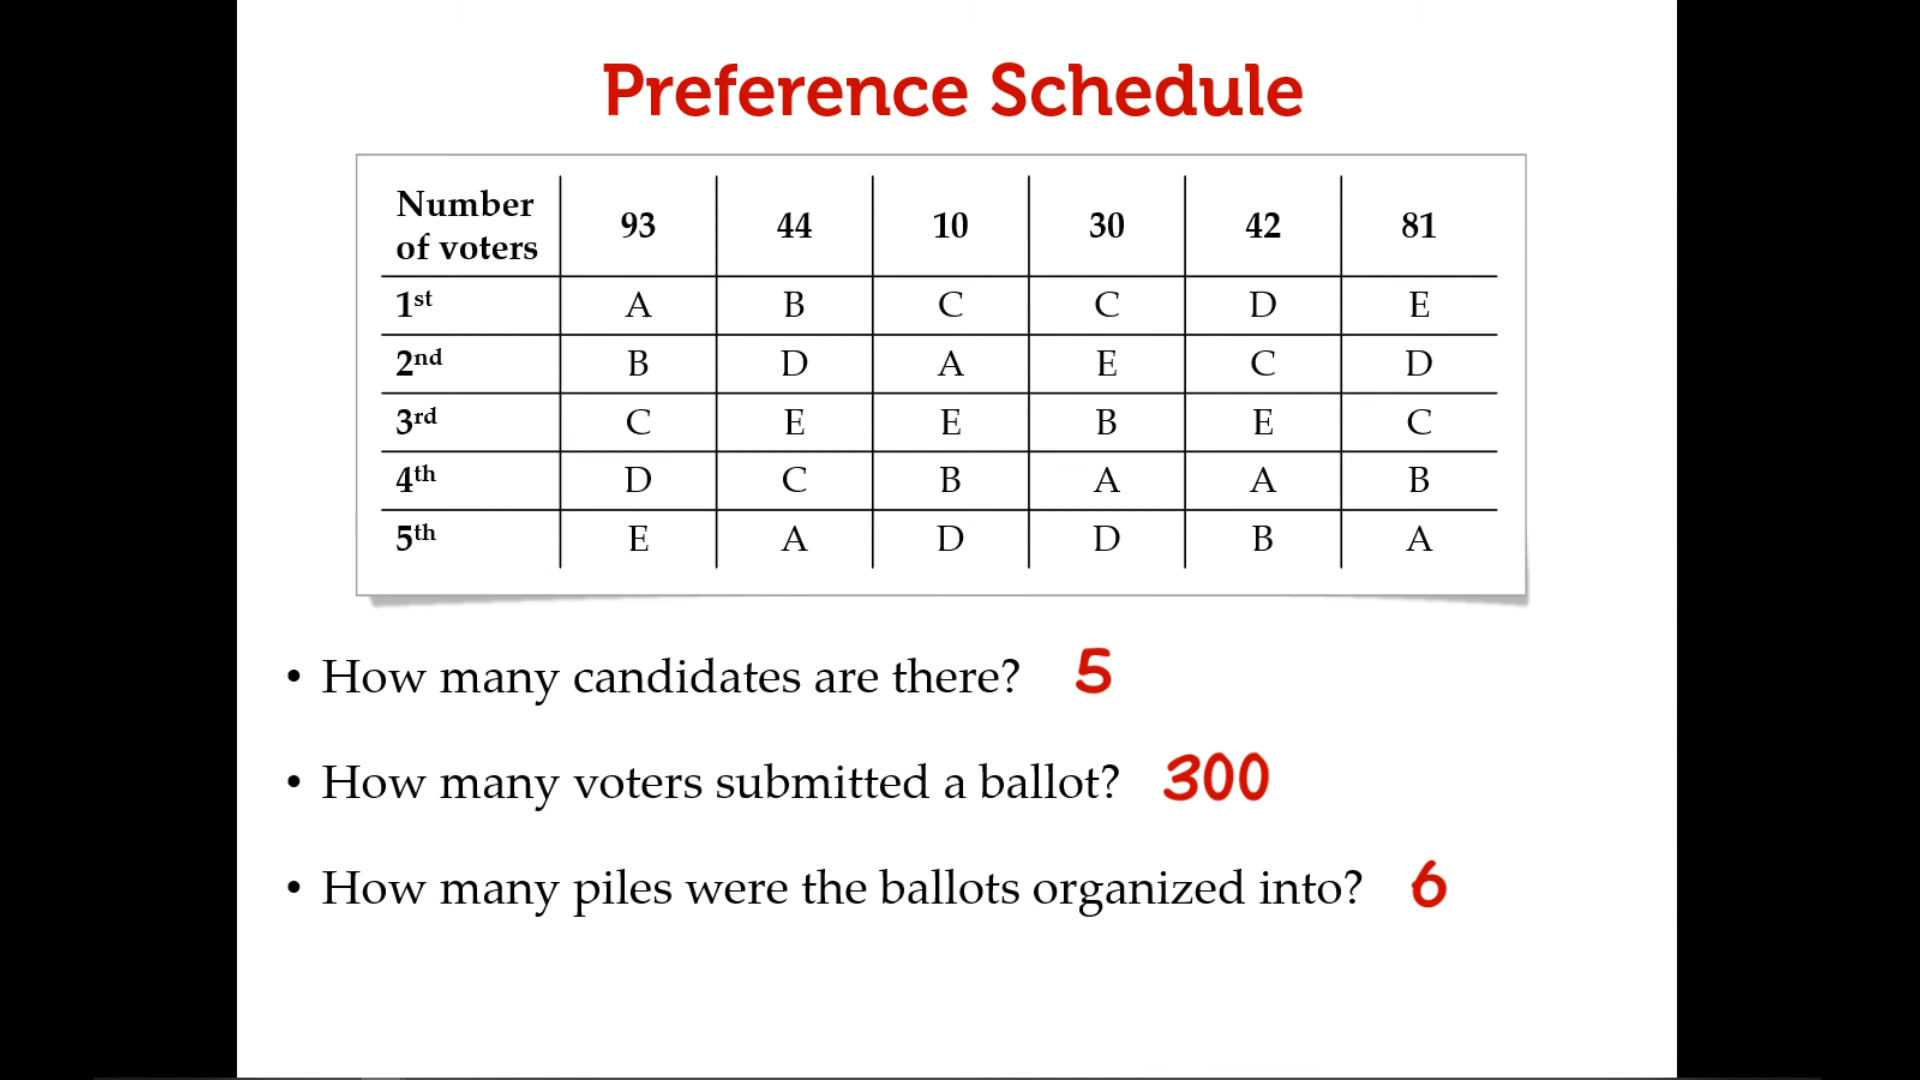 Preference Schedule
Number of voters 93 44 10 30 42 81
1st A B C C D E
2nd B D A E C D
3rd C E E B E C
4th D C B A A B
5th E A D D B A
• How many candidates are there? 5
• How many voters submitted a ballot? 300
• How many piles were the ballots organized into? 6